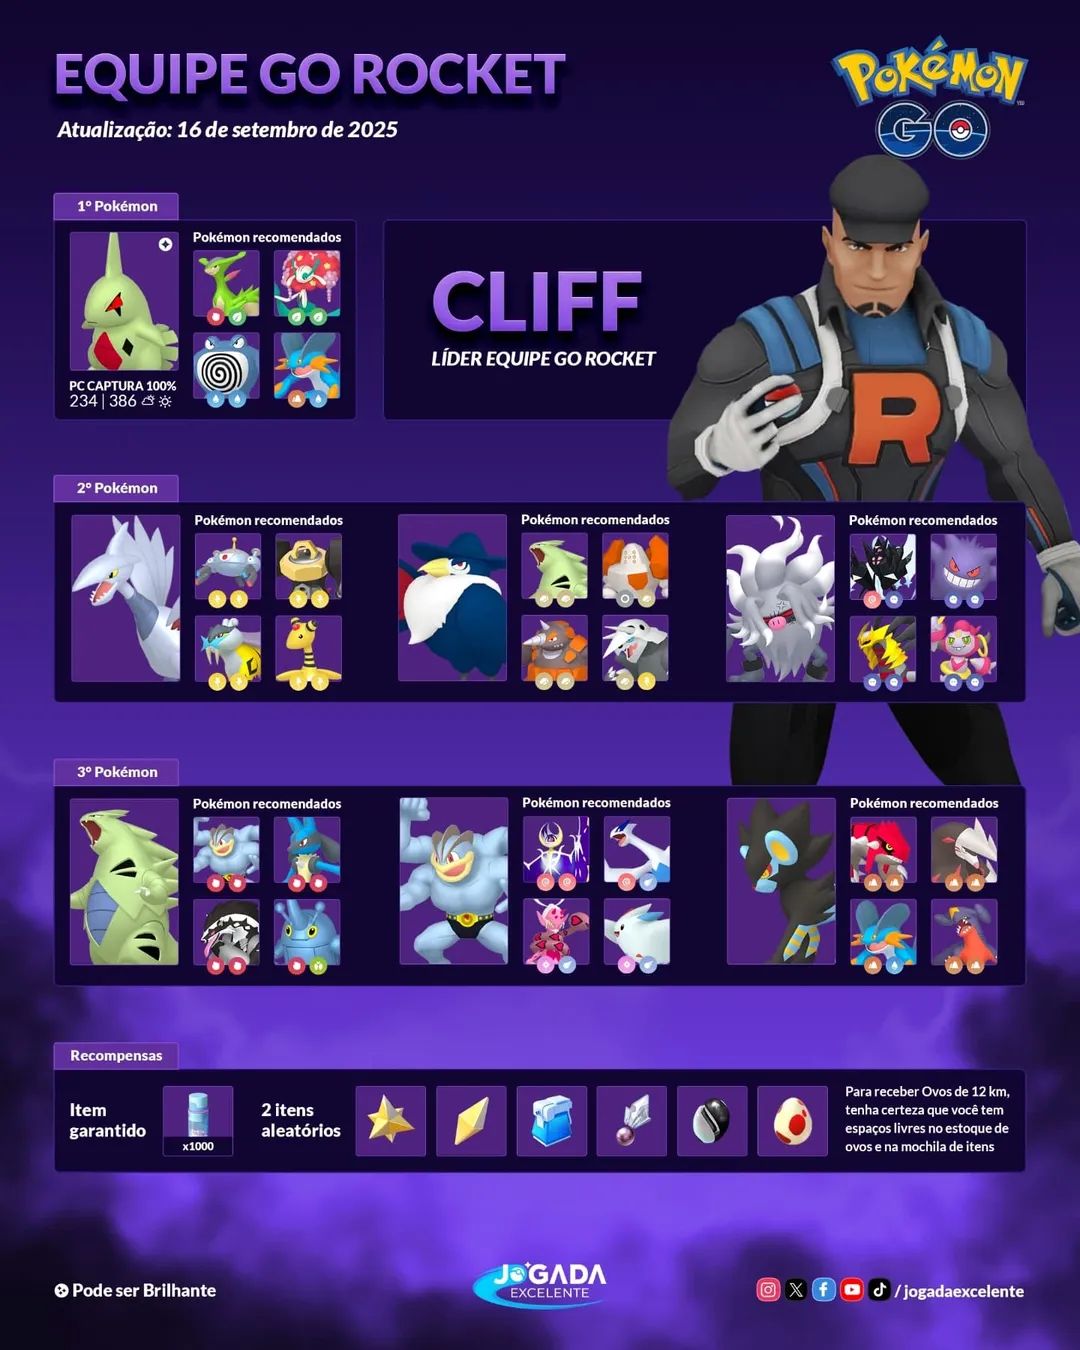 EQUIPE GO ROCKET
Atualização: 16 de setembro de 2025
POKéMON
TM
GO
1º Pokémon
Pokémon recomendados
PC CAPTURA 100%
234 | 386
CLIFF
LÍDER EQUIPE GO ROCKET
R
2º Pokémon
Pokémon recomendados
Pokémon recomendados
Pokémon recomendados
3º Pokémon
Pokémon recomendados
Pokémon recomendados
Pokémon recomendados
Recompensas
Item
garantido
x1000
2 itens
aleatórios
Para receber Ovos de 12 km,
tenha certeza que você tem
espaços livres no estoque de
ovos e na mochila de itens
Pode ser Brilhante
JOGADA
EXCELENTE
/ jogadaexcelente